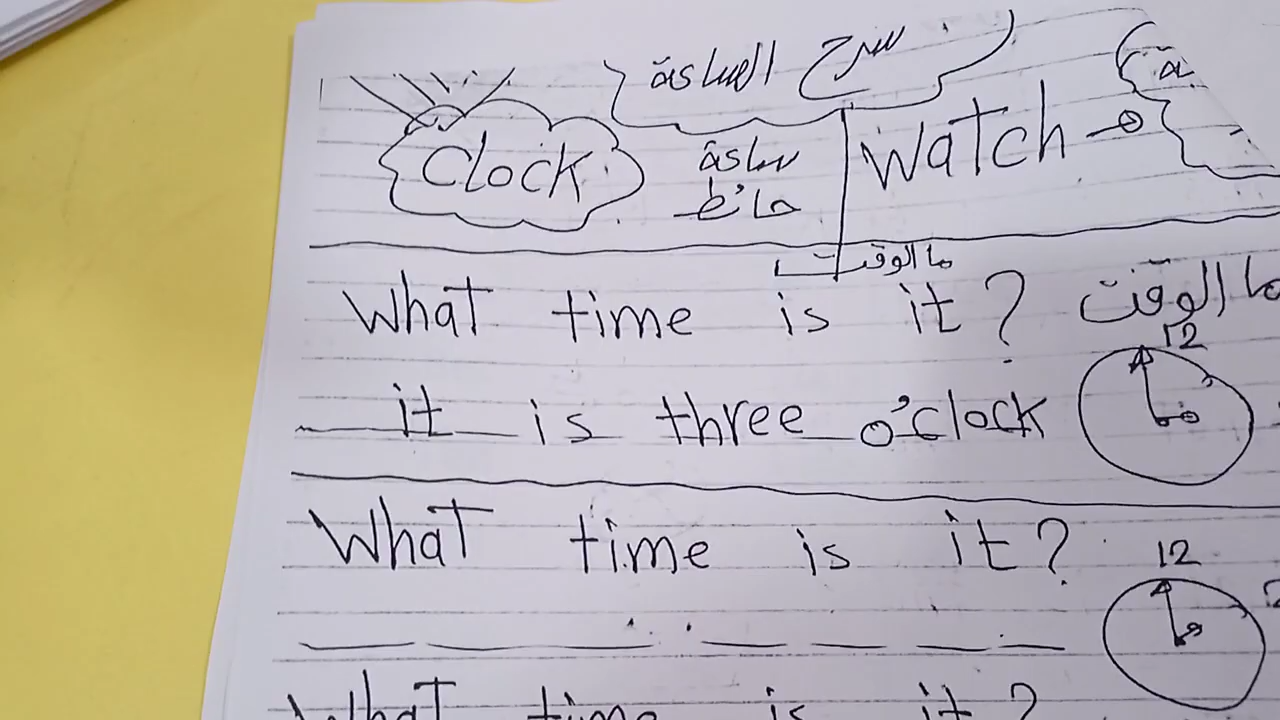 شرح الساعة
Clock ساعة حائط Watch
ما الوقت
What time is it? ما الوقت
12
it is three o'clock
What time is it?
12
What time is it?